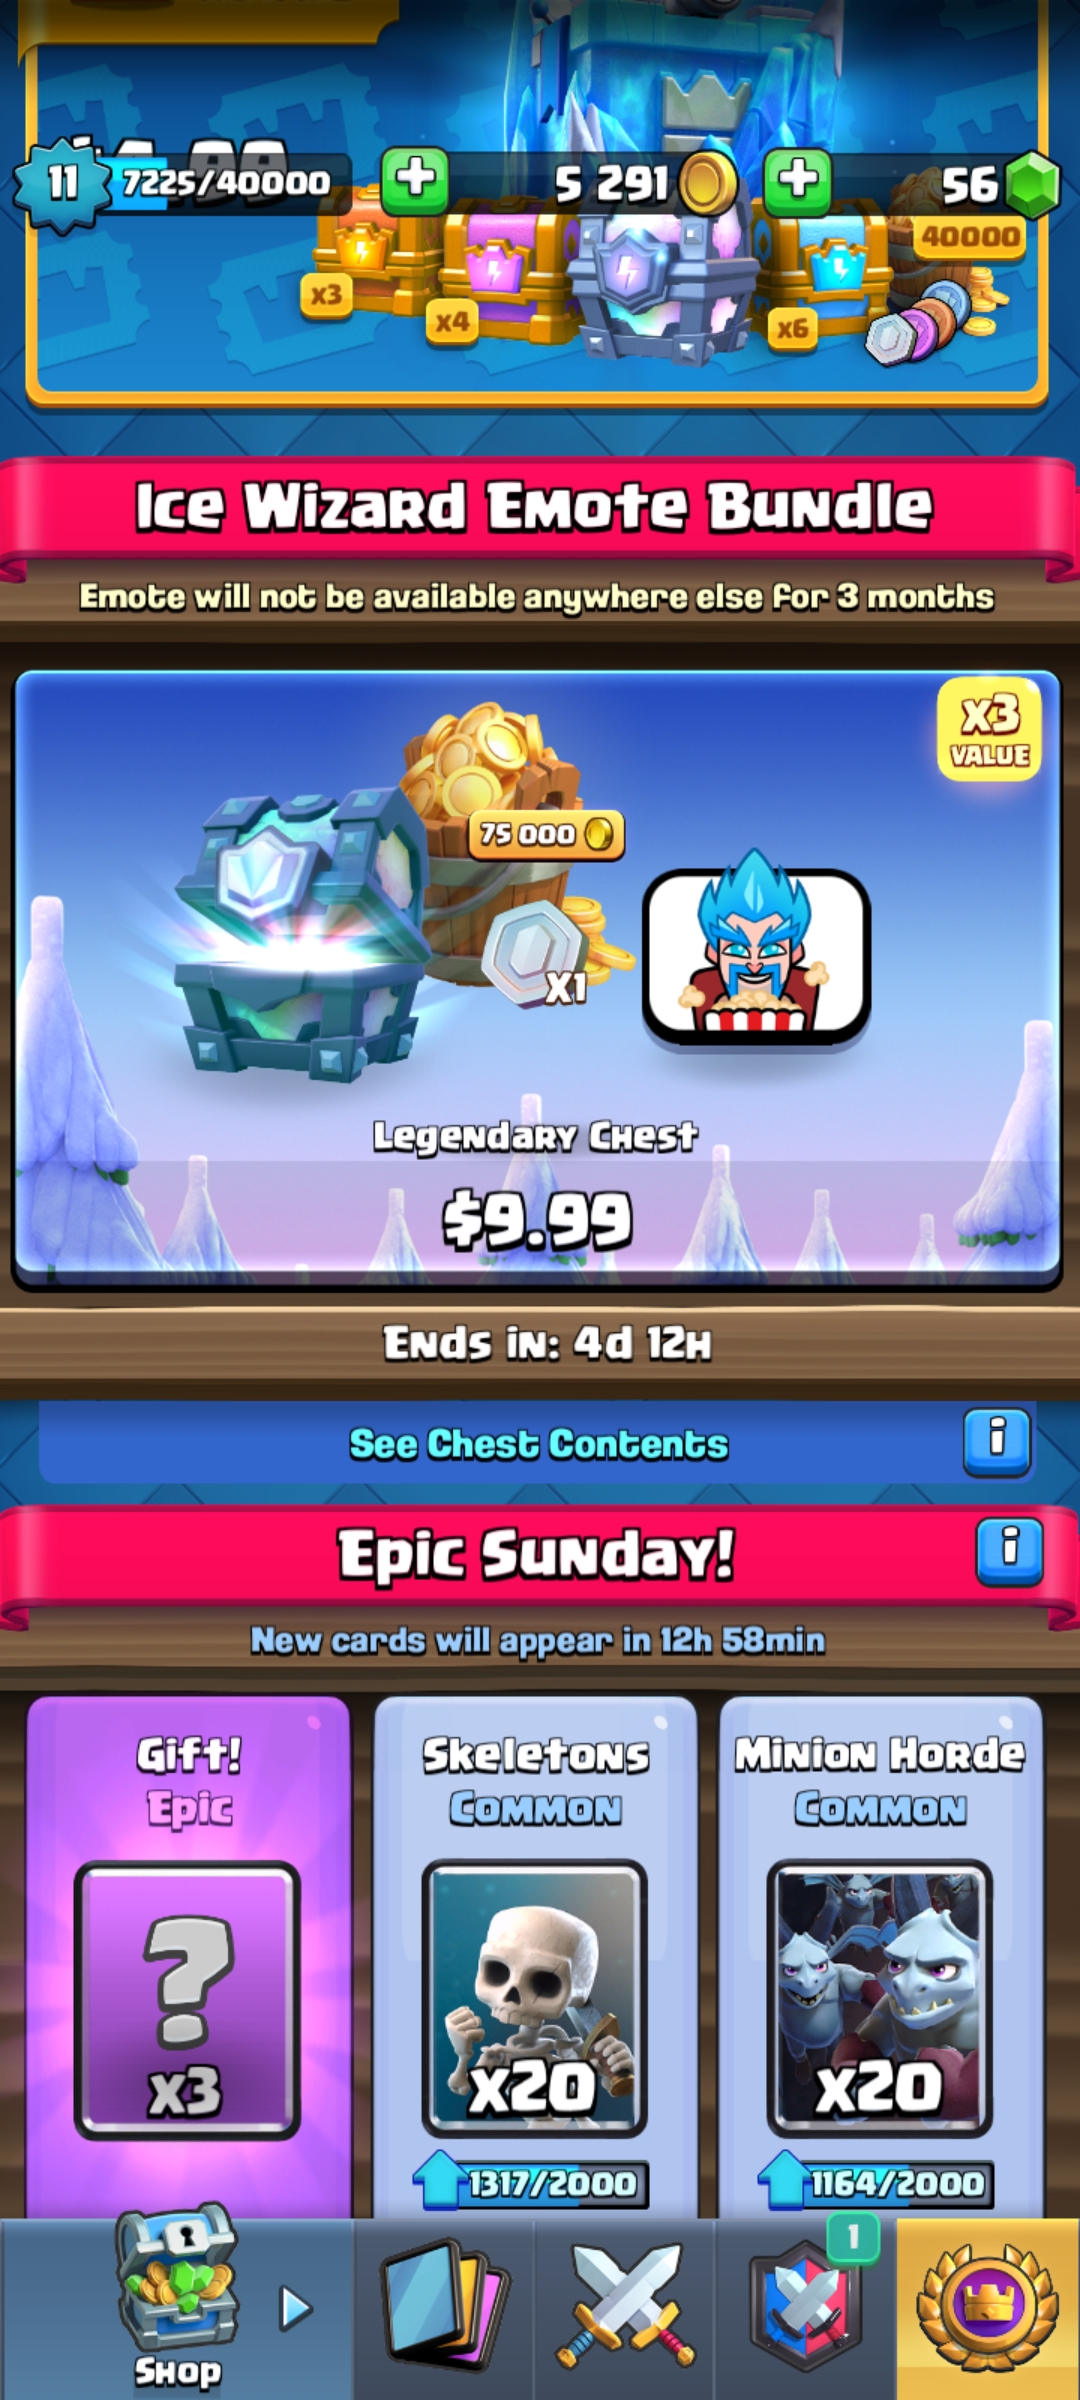 11
7225/40000
5 291
56
40000
x3
x4
x6
Ice Wizard Emote Bundle
Emote will not be available anywhere else for 3 months
x3
VALUE
75 000
X1
Legendary Chest
$9.99
Ends in: 4d 12h
See Chest Contents
i
Epic Sunday!
i
New cards will appear in 12h 58min
Gift!
Epic
x3
Skeletons
Common
x20
1317/2000
Minion Horde
Common
x20
1164/2000
1
Shop